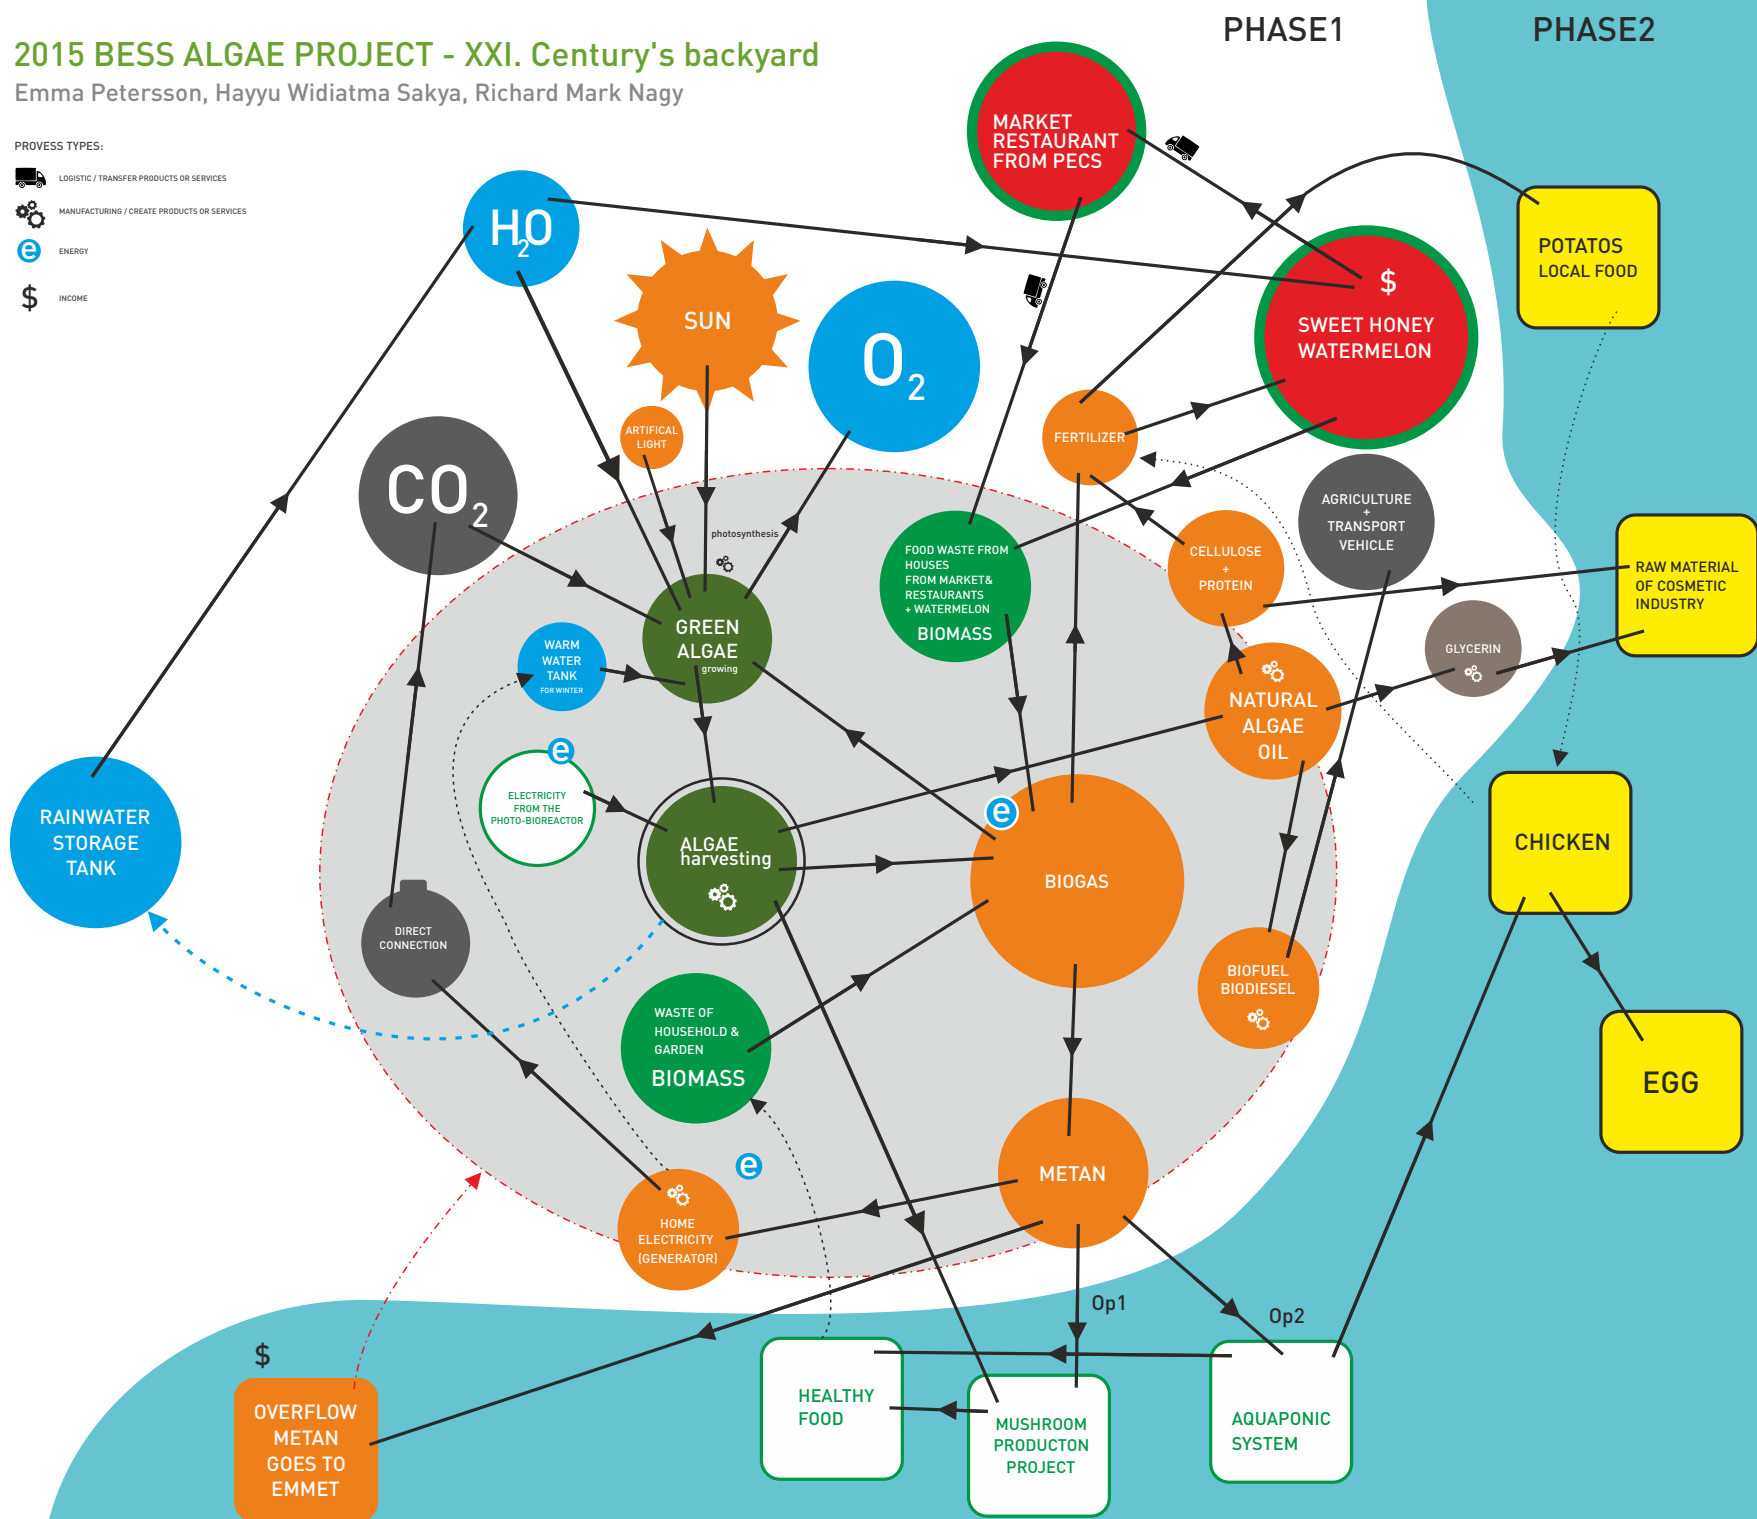 PHASE1
PHASE2
2015 BESS ALGAE PROJECT - XXI. Century's backyard
Emma Petersson, Hayyu Widiatma Sakya, Richard Mark Nagy
PROVESS TYPES:
LOGISTIC / TRANSFER PRODUCTS OR SERVICES
MANUFACTURING / CREATE PRODUCTS OR SERVICES
e
ENERGY
$
INCOME
MARKET
RESTAURANT
FROM PECS
H2O
SUN
O2
POTATOS
LOCAL FOOD
$
SWEET HONEY
WATERMELON
ARTIFICAL
LIGHT
FERTILIZER
CO2
AGRICULTURE
+
TRANSPORT
VEHICLE
photosynthesis
FOOD WASTE FROM
HOUSES
FROM MARKET&
RESTAURANTS
+ WATERMELON
BIOMASS
CELLULOSE
+
PROTEIN
RAW MATERIAL
OF COSMETIC
INDUSTRY
GREEN
ALGAE
growing
WARM
WATER
TANK
FOR WINTER
GLYCERIN
NATURAL
ALGAE
OIL
e
ELECTRICITY
FROM THE
PHOTO-BIOREACTOR
RAINWATER
STORAGE
TANK
ALGAE
harvesting
e
BIOGAS
CHICKEN
DIRECT
CONNECTION
BIOFUEL
BIODIESEL
WASTE OF
HOUSEHOLD &
GARDEN
BIOMASS
EGG
e
METAN
HOME
ELECTRICITY
(GENERATOR)
Op1
Op2
$
OVERFLOW
METAN
GOES TO
EMMET
HEALTHY
FOOD
MUSHROOM
PRODUCTON
PROJECT
AQUAPONIC
SYSTEM